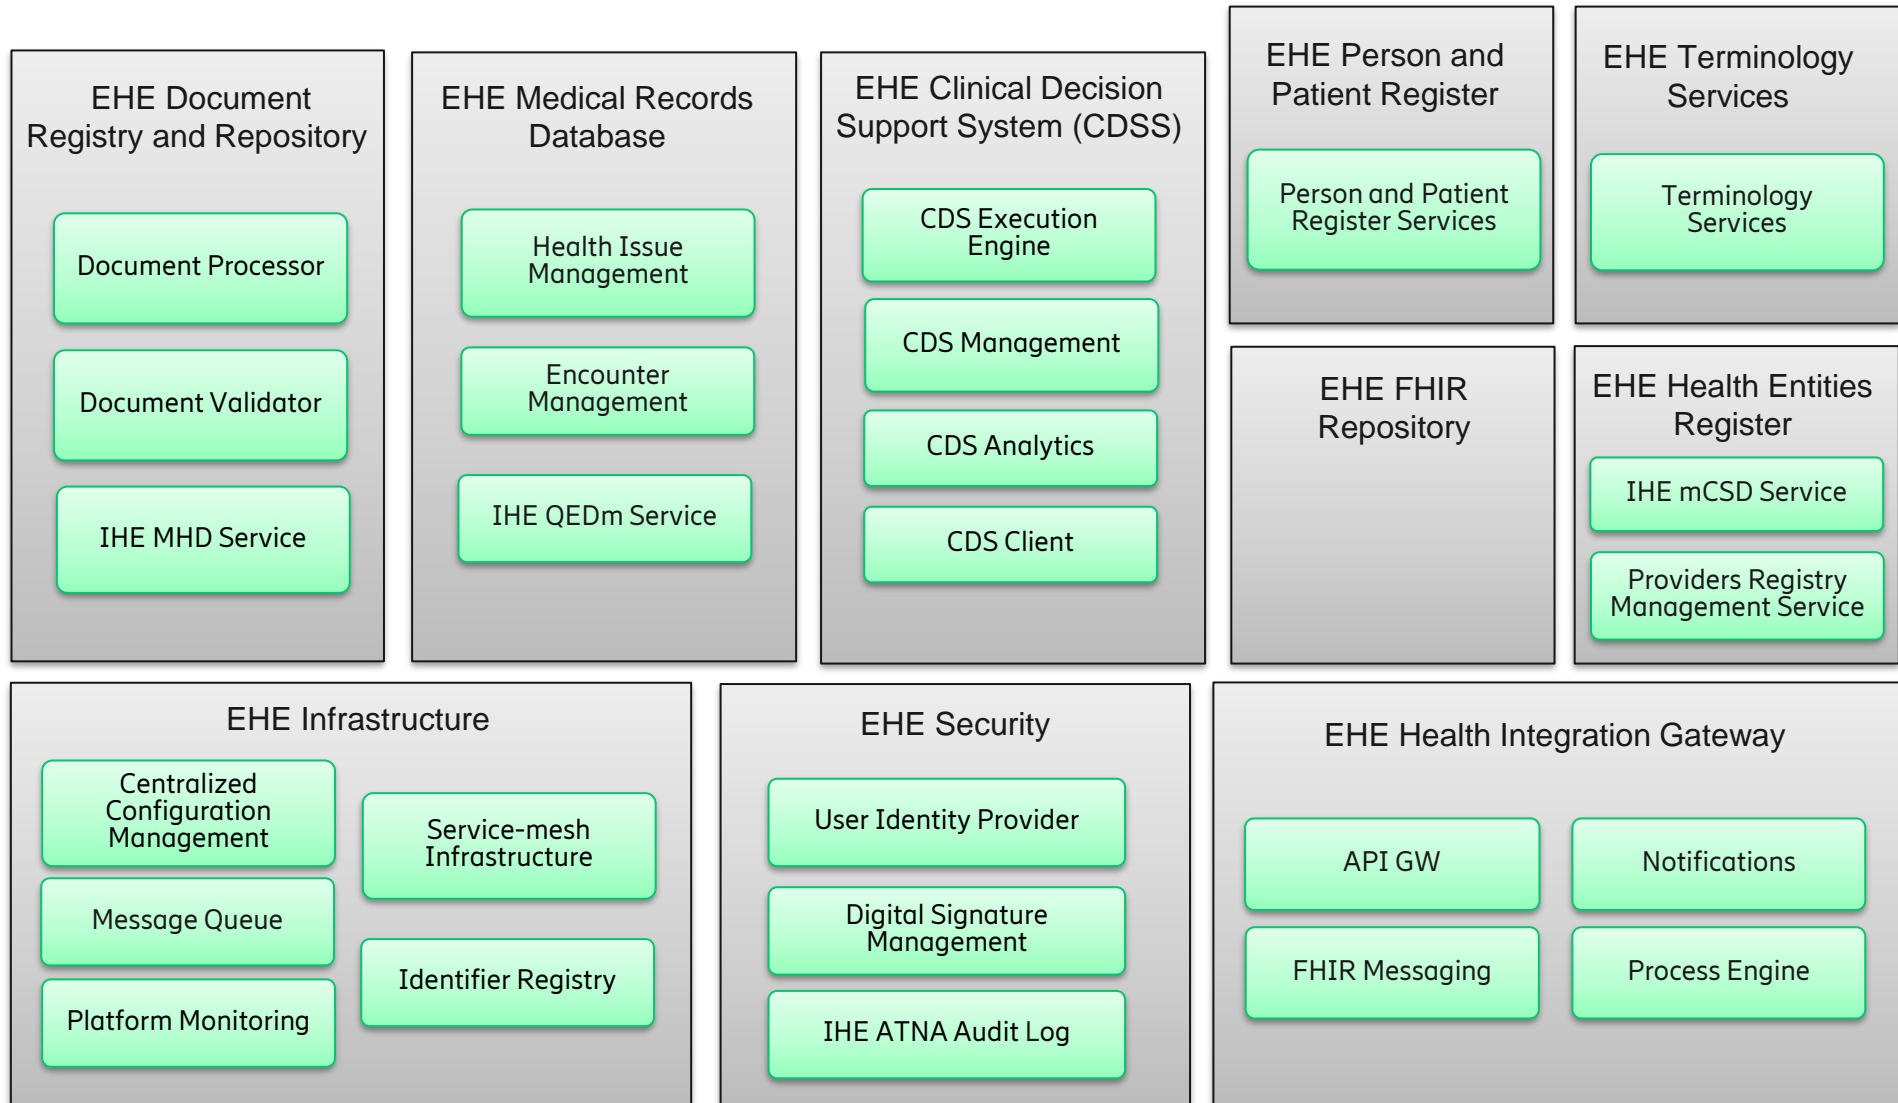 EHE Document
Registry and Repository
Document Processor
Document Validator
IHE MHD Service
EHE Medical Records
Database
Health Issue
Management
Encounter
Management
IHE QEDm Service
EHE Clinical Decision
Support System (CDSS)
CDS Execution
Engine
CDS Management
CDS Analytics
CDS Client
EHE Person and
Patient Register
Person and Patient
Register Services
EHE Terminology
Services
Terminology
Services
EHE FHIR
Repository
EHE Health Entities
Register
IHE mCSD Service
Providers Registry
Management Service
EHE Infrastructure
Centralized
Configuration
Management
Message Queue
Platform Monitoring
Service-mesh
Infrastructure
Identifier Registry
EHE Security
User Identity Provider
Digital Signature
Management
IHE ATNA Audit Log
EHE Health Integration Gateway
API GW
Notifications
FHIR Messaging
Process Engine